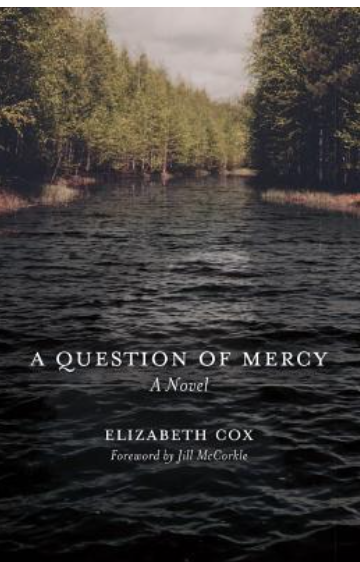 A QUESTION OF MERCY
A Novel
ELIZABETH COX
Foreword by Jill McCorkle